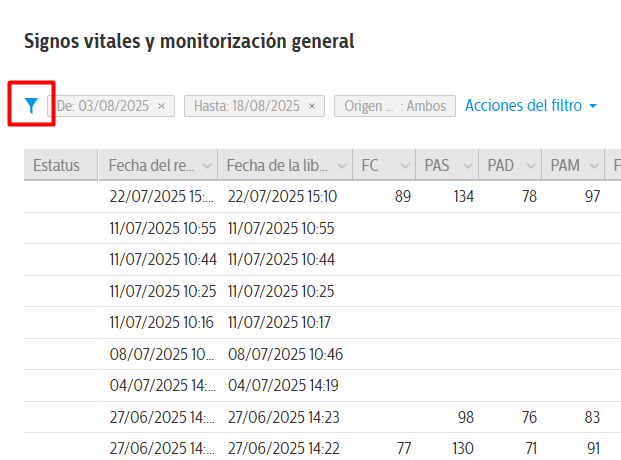 Signos vitales y monitorización general
De: 03/08/2025 × Hasta: 18/08/2025 × Origen ... : Ambos Acciones del filtro
Estatus Fecha del re... Fecha de la lib... FC PAS PAD PAM F
22/07/2025 15:... 22/07/2025 15:10 89 134 78 97
11/07/2025 10:55 11/07/2025 10:55
11/07/2025 10:44 11/07/2025 10:44
11/07/2025 10:25 11/07/2025 10:25
11/07/2025 10:16 11/07/2025 10:17
08/07/2025 10... 08/07/2025 10:46
04/07/2025 14:... 04/07/2025 14:19
27/06/2025 14:... 27/06/2025 14:23 98 76 83
27/06/2025 14:... 27/06/2025 14:22 77 130 71 91